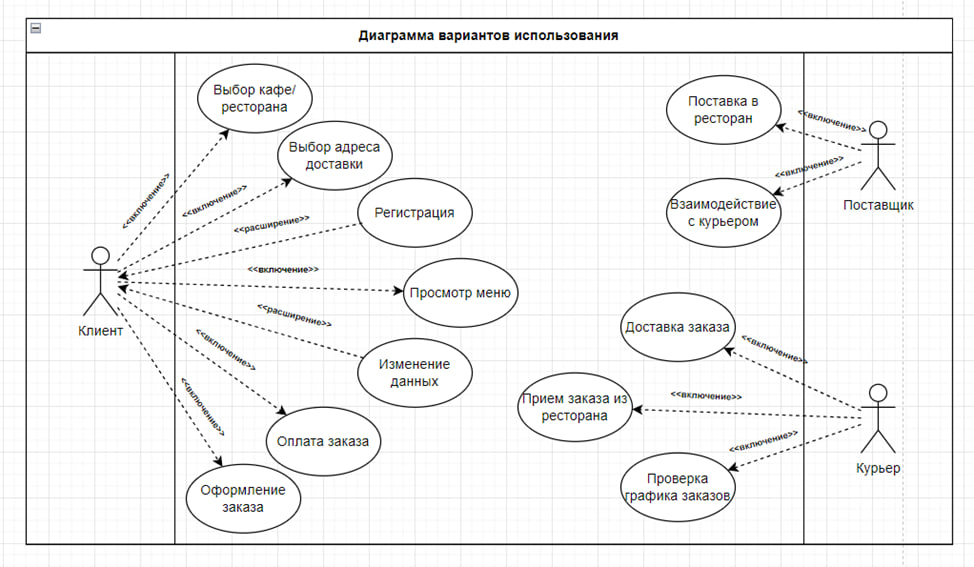 Диаграмма вариантов использования
Выбор кафе/
ресторана
Выбор адреса
доставки
Регистрация
Просмотр меню
Изменение
данных
Оплата заказа
Оформление
заказа
<<включение>>
<<включение>>
<<расширение>>
<<включение>>
<<расширение>>
<<включение>>
<<включение>>
Клиент
Поставка в
ресторан
Взаимодействие
с курьером
<<включение>>
<<включение>>
Поставщик
Доставка заказа
Прием заказа из
ресторана
Проверка
графика заказов
<<включение>>
<<включение>>
<<включение>>
Курьер